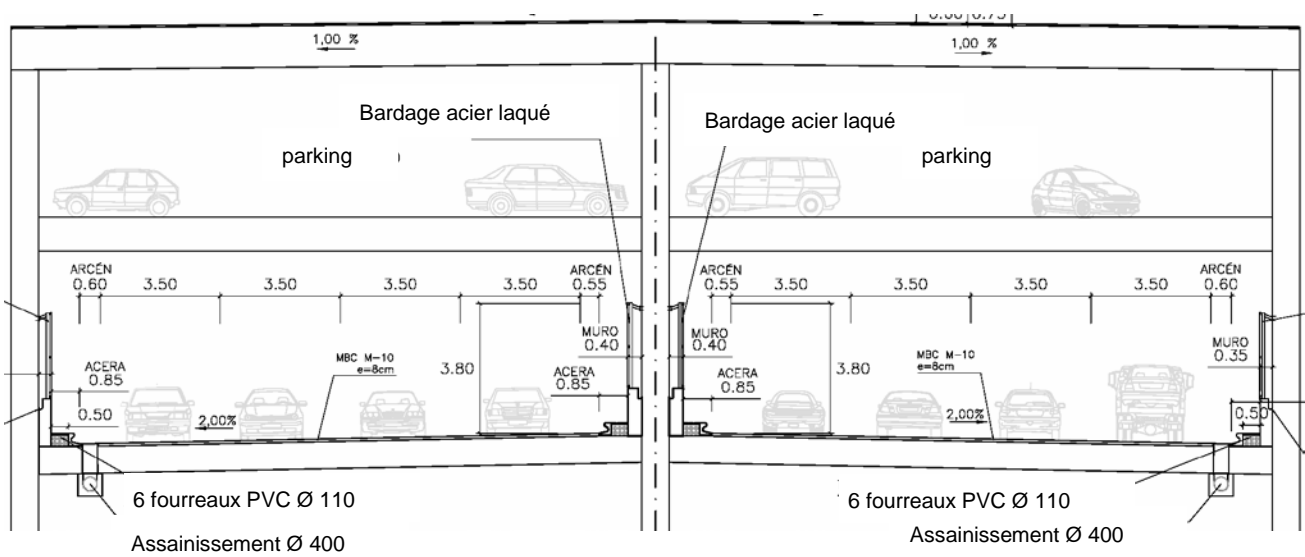 0.60 0.75
1,00 %
1,00 %
Bardage acier laqué
Bardage acier laqué
parking
parking
ARCÉN
0.60
3.50
3.50
3.50
3.50
ARCÉN
0.55
ARCÉN
0.55
3.50
3.50
3.50
3.50
ARCÉN
0.60
MURO
0.40
MURO
0.40
MURO
0.35
ACERA
0.85
MBC M-10
e=8cm
3.80
ACERA
0.85
ACERA
0.85
3.80
MBC M-10
e=8cm
0.50
2,00%
2,00%
0.50
6 fourreaux PVC Ø 110
6 fourreaux PVC Ø 110
Assainissement Ø 400
Assainissement Ø 400